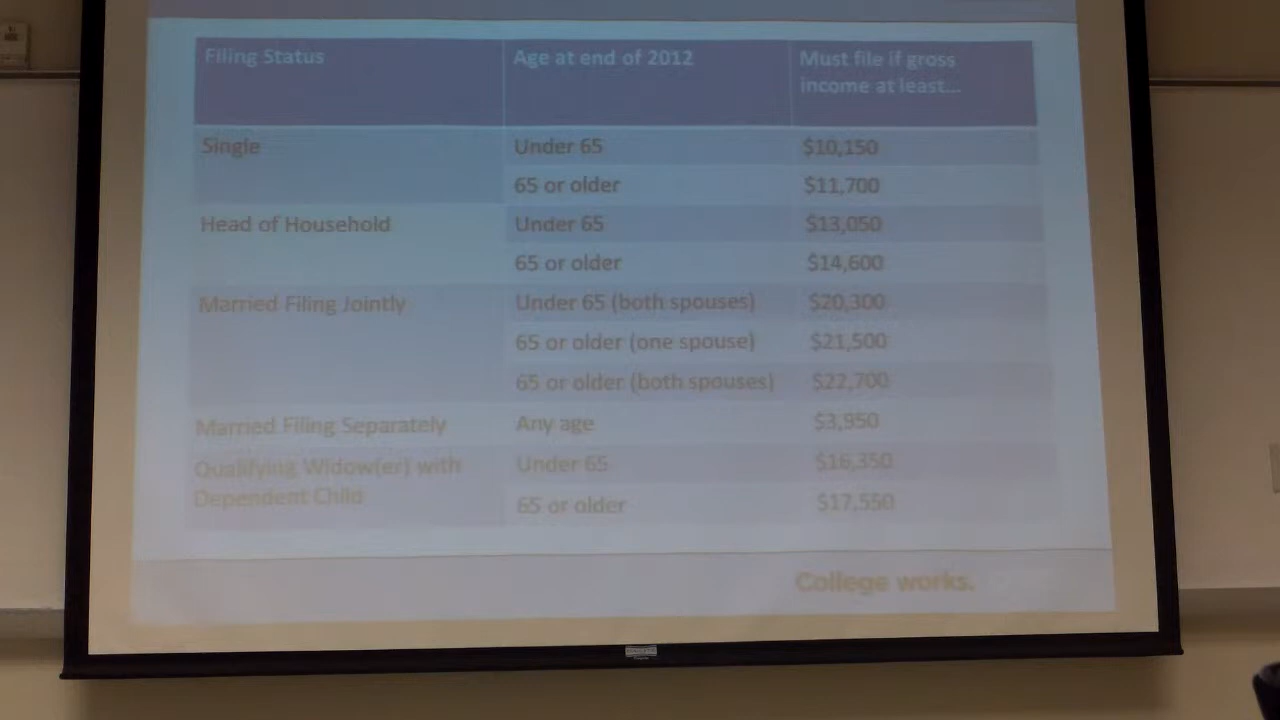 Filing Status Age at end of 2012 Must file if gross
income at least...
Single Under 65 $10,150
65 or older $11,700
Head of Household Under 65 $13,050
65 or older $14,600
Married Filing Jointly Under 65 (both spouses) $20,300
65 or older (one spouse) $21,500
65 or older (both spouses) $22,700
Married Filing Separately Any age $3,950
Qualifying Widow(er) with Under 65 $16,350
Dependent Child 65 or older $17,550
College works.